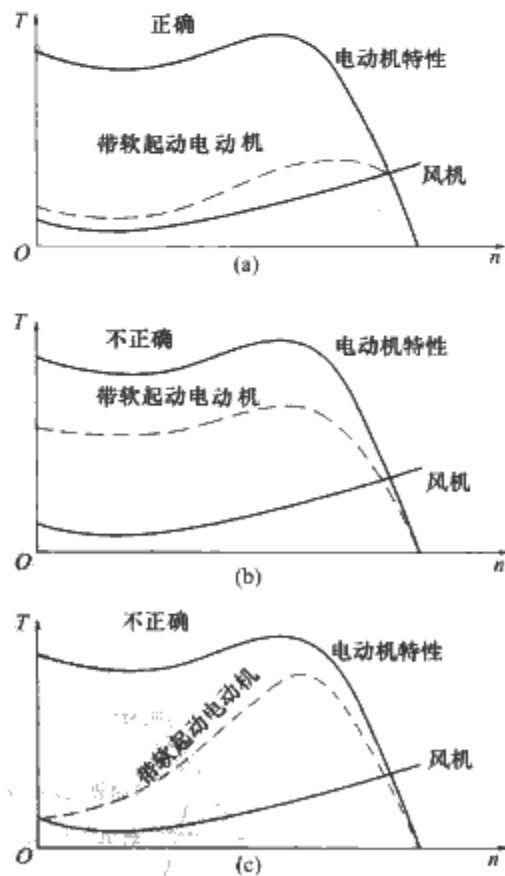 T
正确
电动机特性
带软起动电动机
风机
O
n
(a)
T
不正确
电动机特性
带软起动电动机
风机
O
n
(b)
T
不正确
电动机特性
带软起动电动机
风机
O
n
(c)